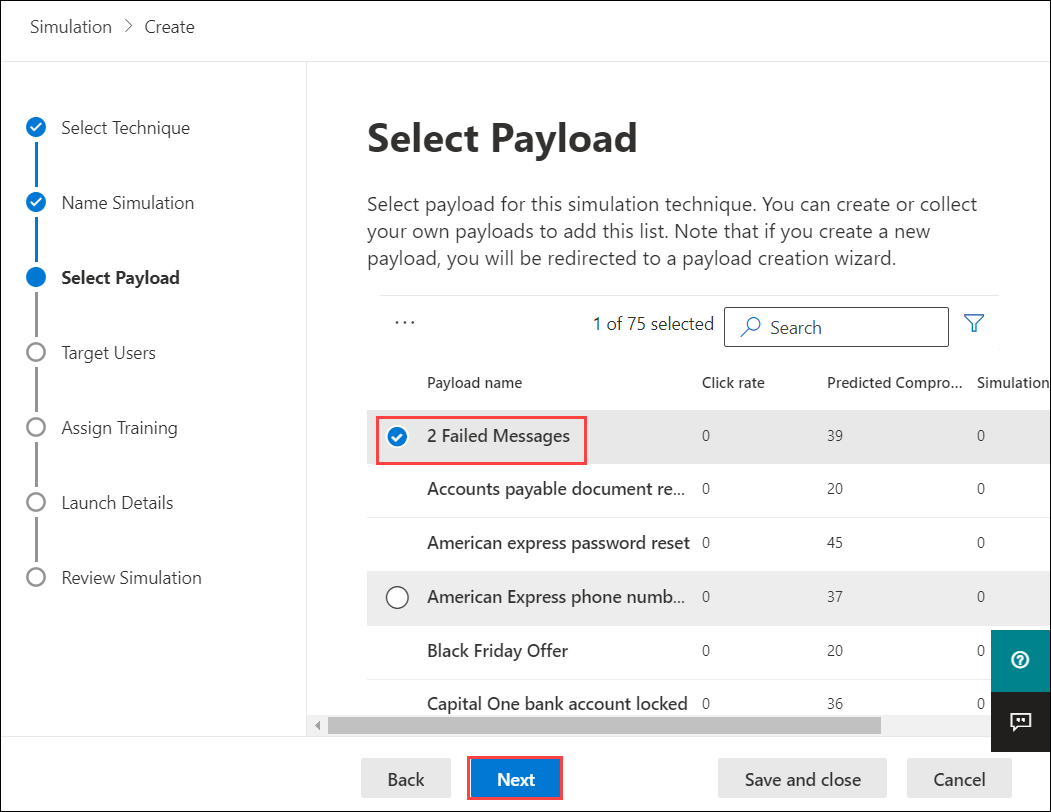 Simulation > Create
Select Technique
Name Simulation
Select Payload
Target Users
Assign Training
Launch Details
Review Simulation
Select Payload
Select payload for this simulation technique. You can create or collect
your own payloads to add this list. Note that if you create a new
payload, you will be redirected to a payload creation wizard.
... 1 of 75 selected Search
Payload name Click rate Predicted Compro... Simulation
2 Failed Messages 0 39 0
Accounts payable document re... 0 20 0
American express password reset 0 45 0
American Express phone numb... 0 37 0
Black Friday Offer 0 20 0
Capital One bank account locked 0 36 0
Back Next Save and close Cancel